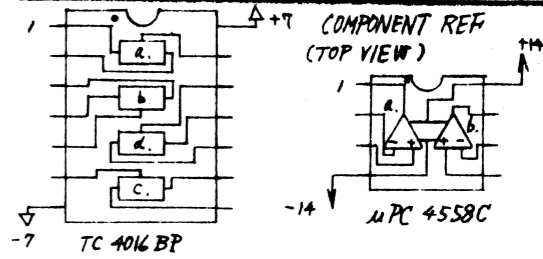 +7
COMPONENT REF
(TOP VIEW)
+14
1
a.
b
d.
c.
-7
TC 4016 BP
1
a.
b.
- +
+ -
-14
μPC 4558C